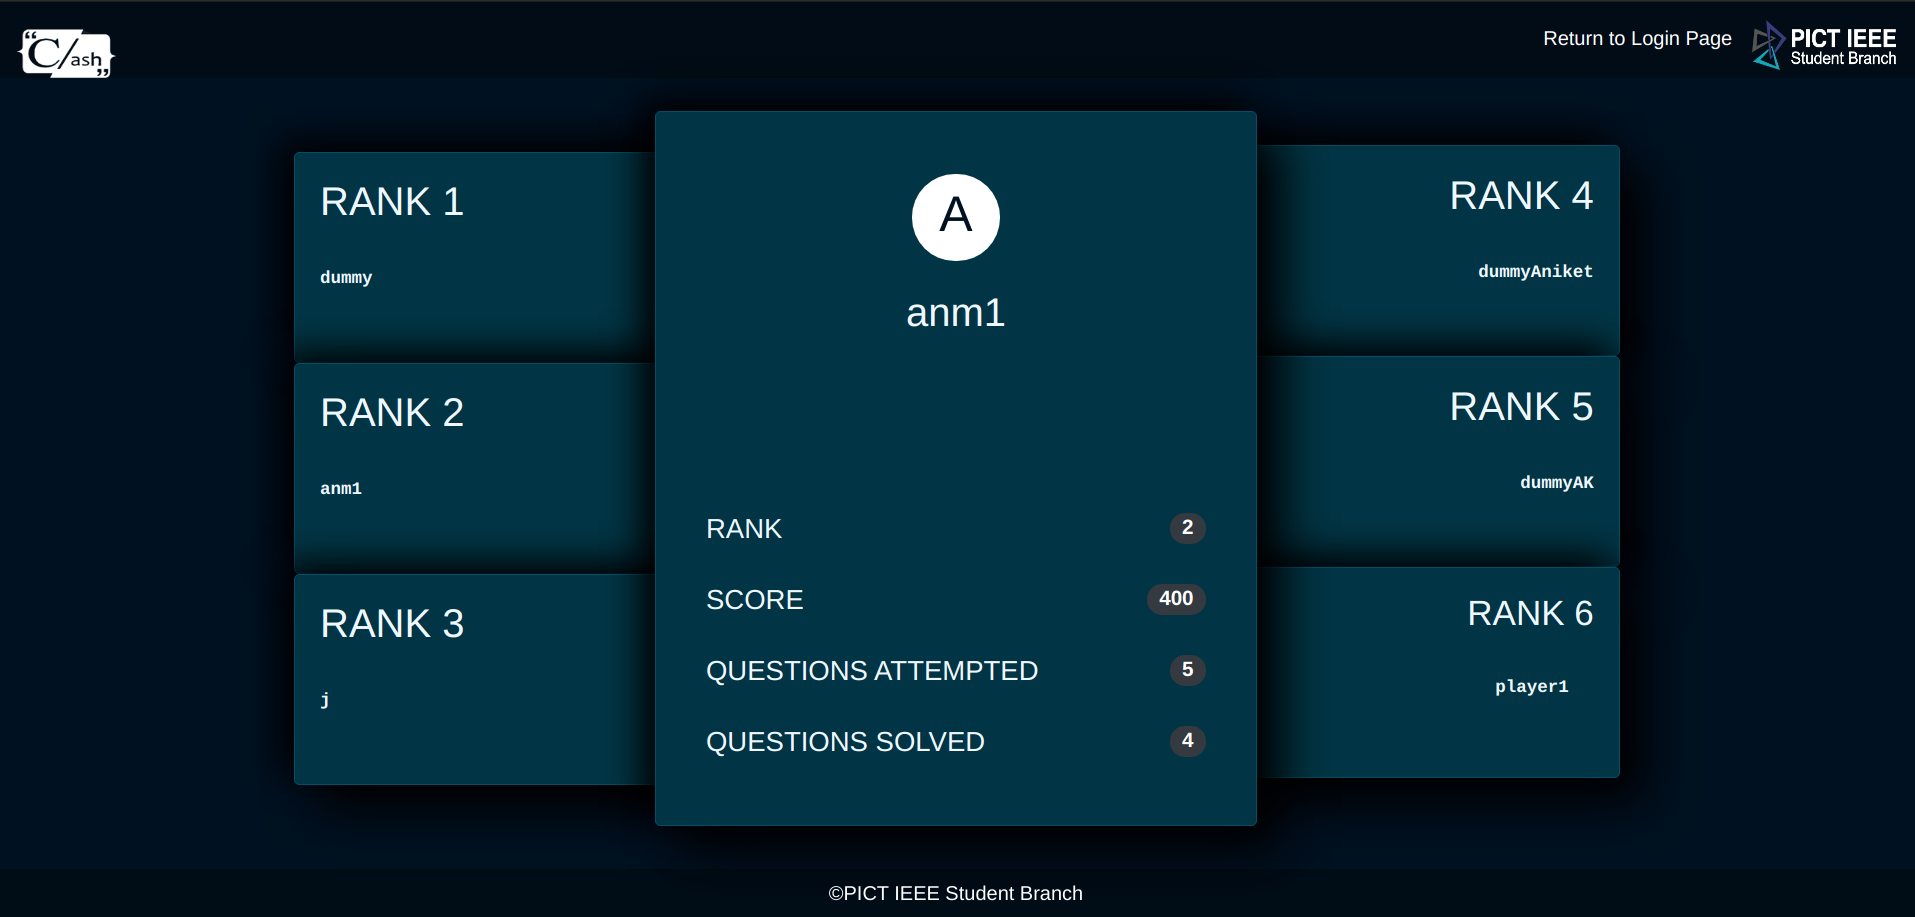 “C/ash”
Return to Login Page
PICT IEEE
Student Branch
RANK 1
dummy
RANK 2
anm1
RANK 3
j
A
anm1
RANK 2
SCORE 400
QUESTIONS ATTEMPTED 5
QUESTIONS SOLVED 4
RANK 4
dummyAniket
RANK 5
dummyAK
RANK 6
player1
©PICT IEEE Student Branch